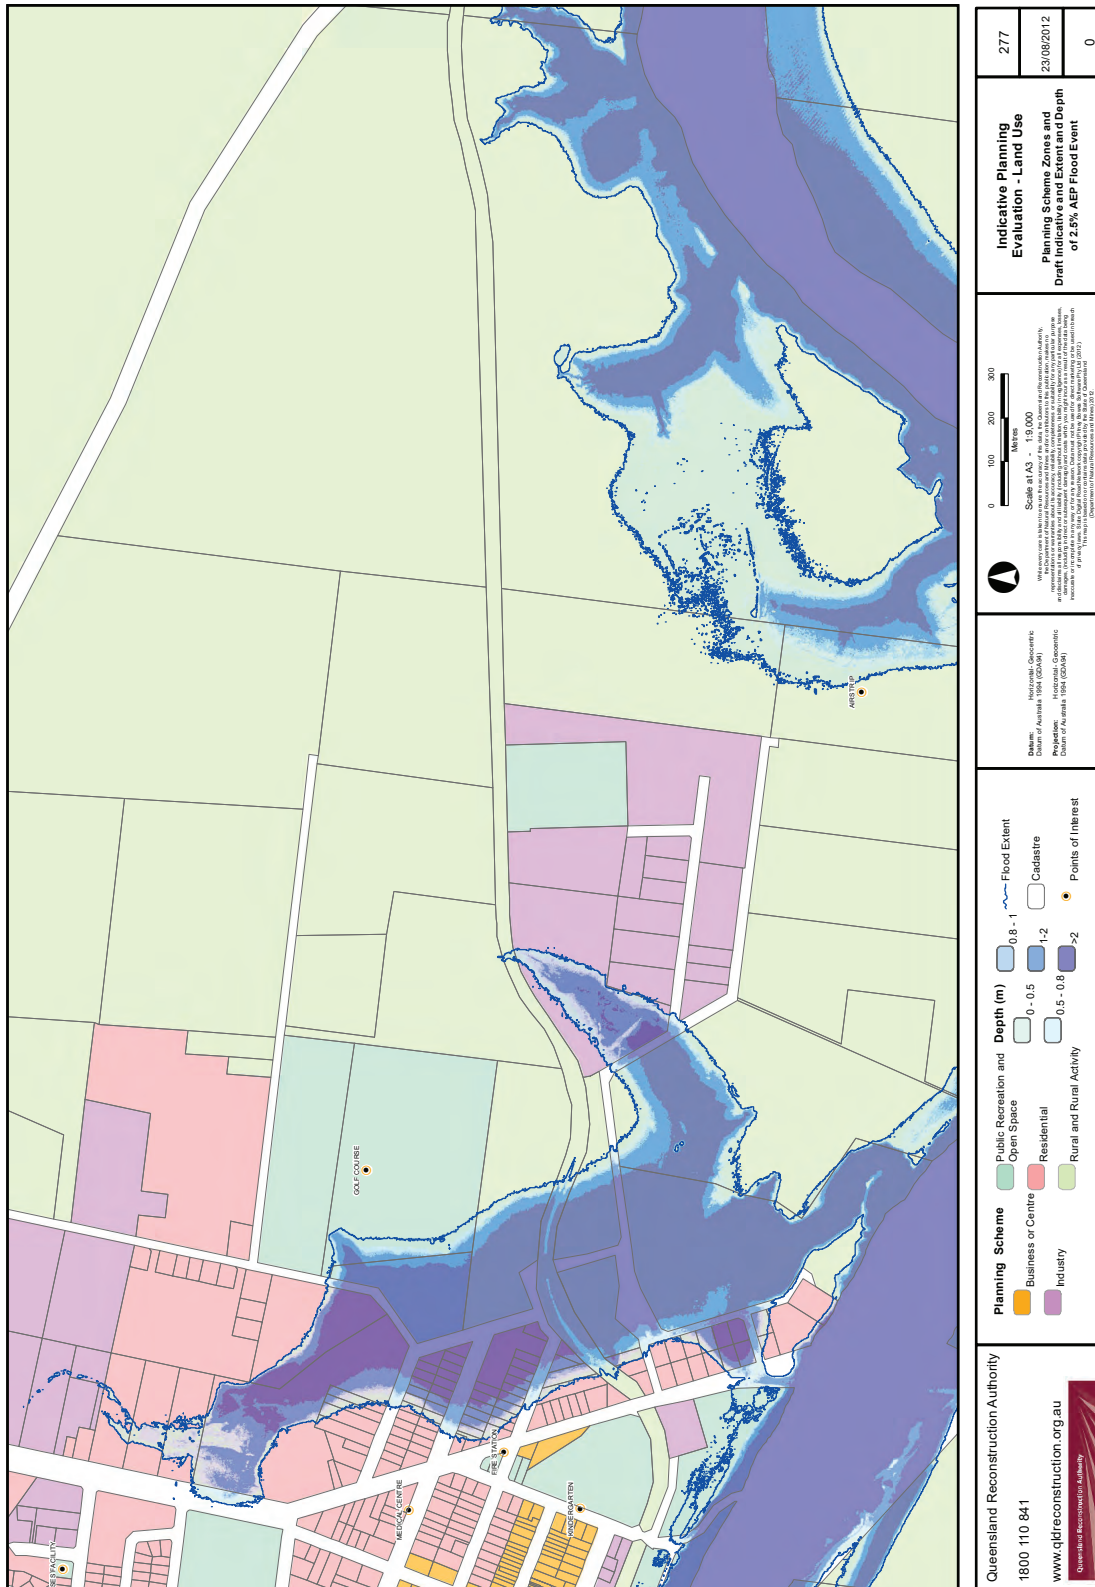 SES FACILITY
MEDICAL CENTRE
FIRE STATION
KINDERGARTEN
GOLF COURSE
AIRSTRIP
Queensland Reconstruction Authority
1800 110 841
www.qldreconstruction.org.au
Queensland Reconstruction Authority
Planning Scheme
Business or Centre
Industry
Public Recreation and
Open Space
Residential
Rural and Rural Activity
Depth (m)
0 - 0.5
0.5 - 0.8
0.8 - 1
1-2
>2
Flood Extent
Cadastre
Points of Interest
Datum: Horizontal- Geocentric
Datum of Australia 1994 (GDA94)
Projection: Horizontal- Geocentric
Datum of Australia 1994 (GDA94)
0 100 200 300
Metres
Scale at A3 - 1:9,000
Indicative Planning
Evaluation - Land Use
Planning Scheme Zones and
Draft Indicative and Extent and Depth
of 2.5% AEP Flood Event
277
23/08/2012
0